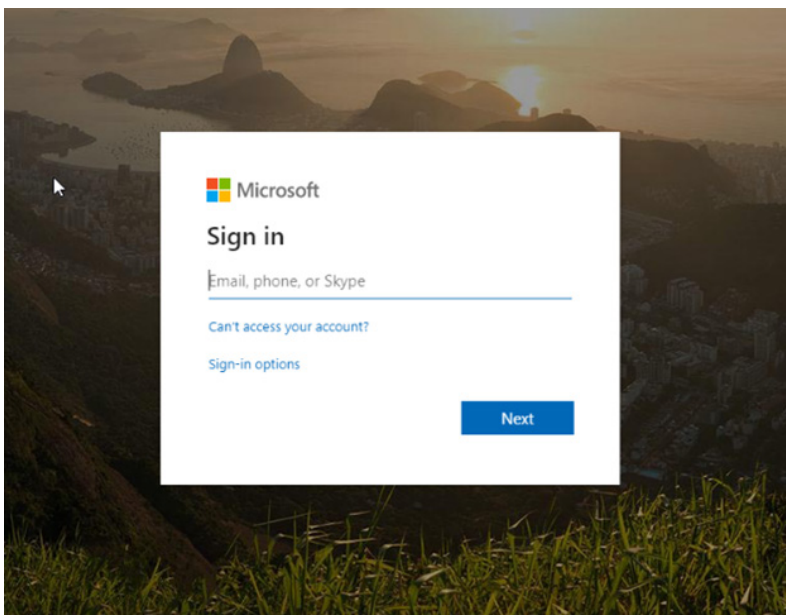 Microsoft
Sign in
Email, phone, or Skype
Can't access your account?
Sign-in options
Next